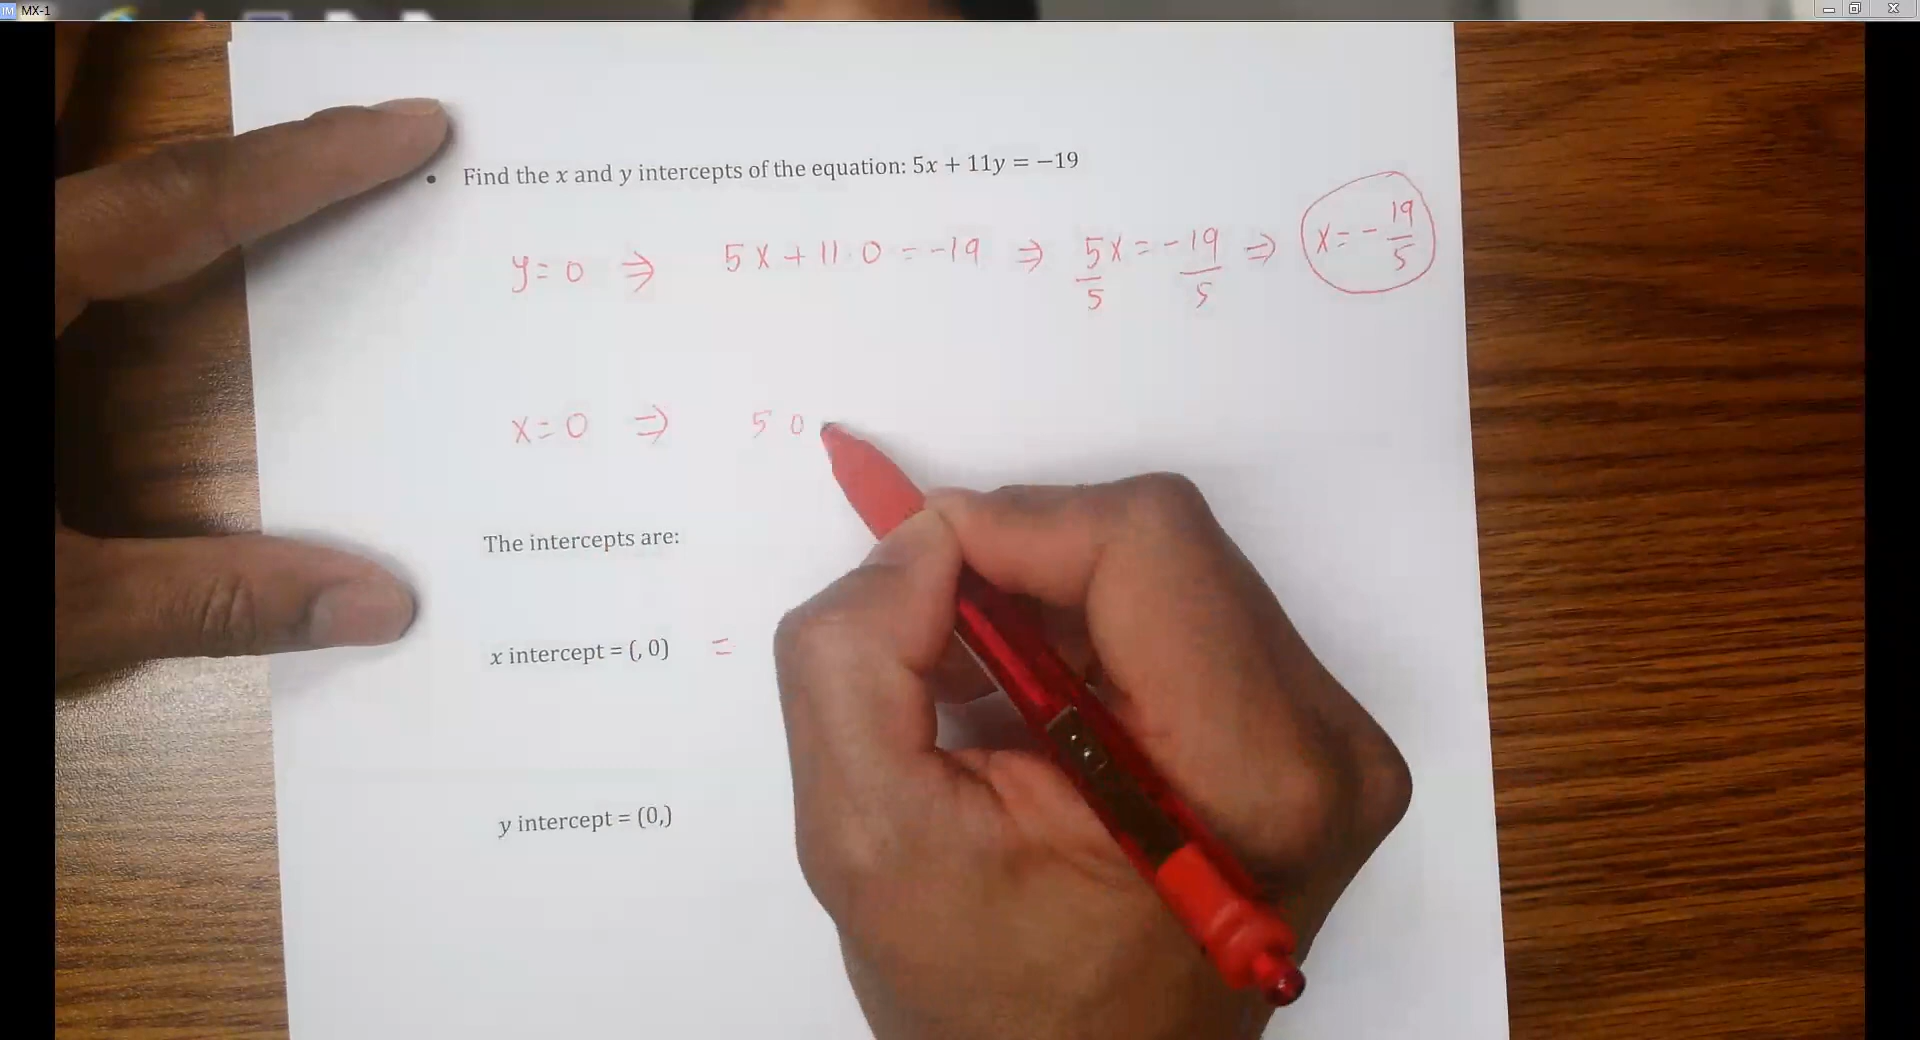 MX-1
• Find the x and y intercepts of the equation: 5x + 11y = −19
y = 0 ⇒ 5x + 11·0 = -19 ⇒ 5x/5 = -19/5 ⇒ x = -19/5
x = 0 ⇒ 5 0
The intercepts are:
x intercept = (, 0) =
y intercept = (0,)